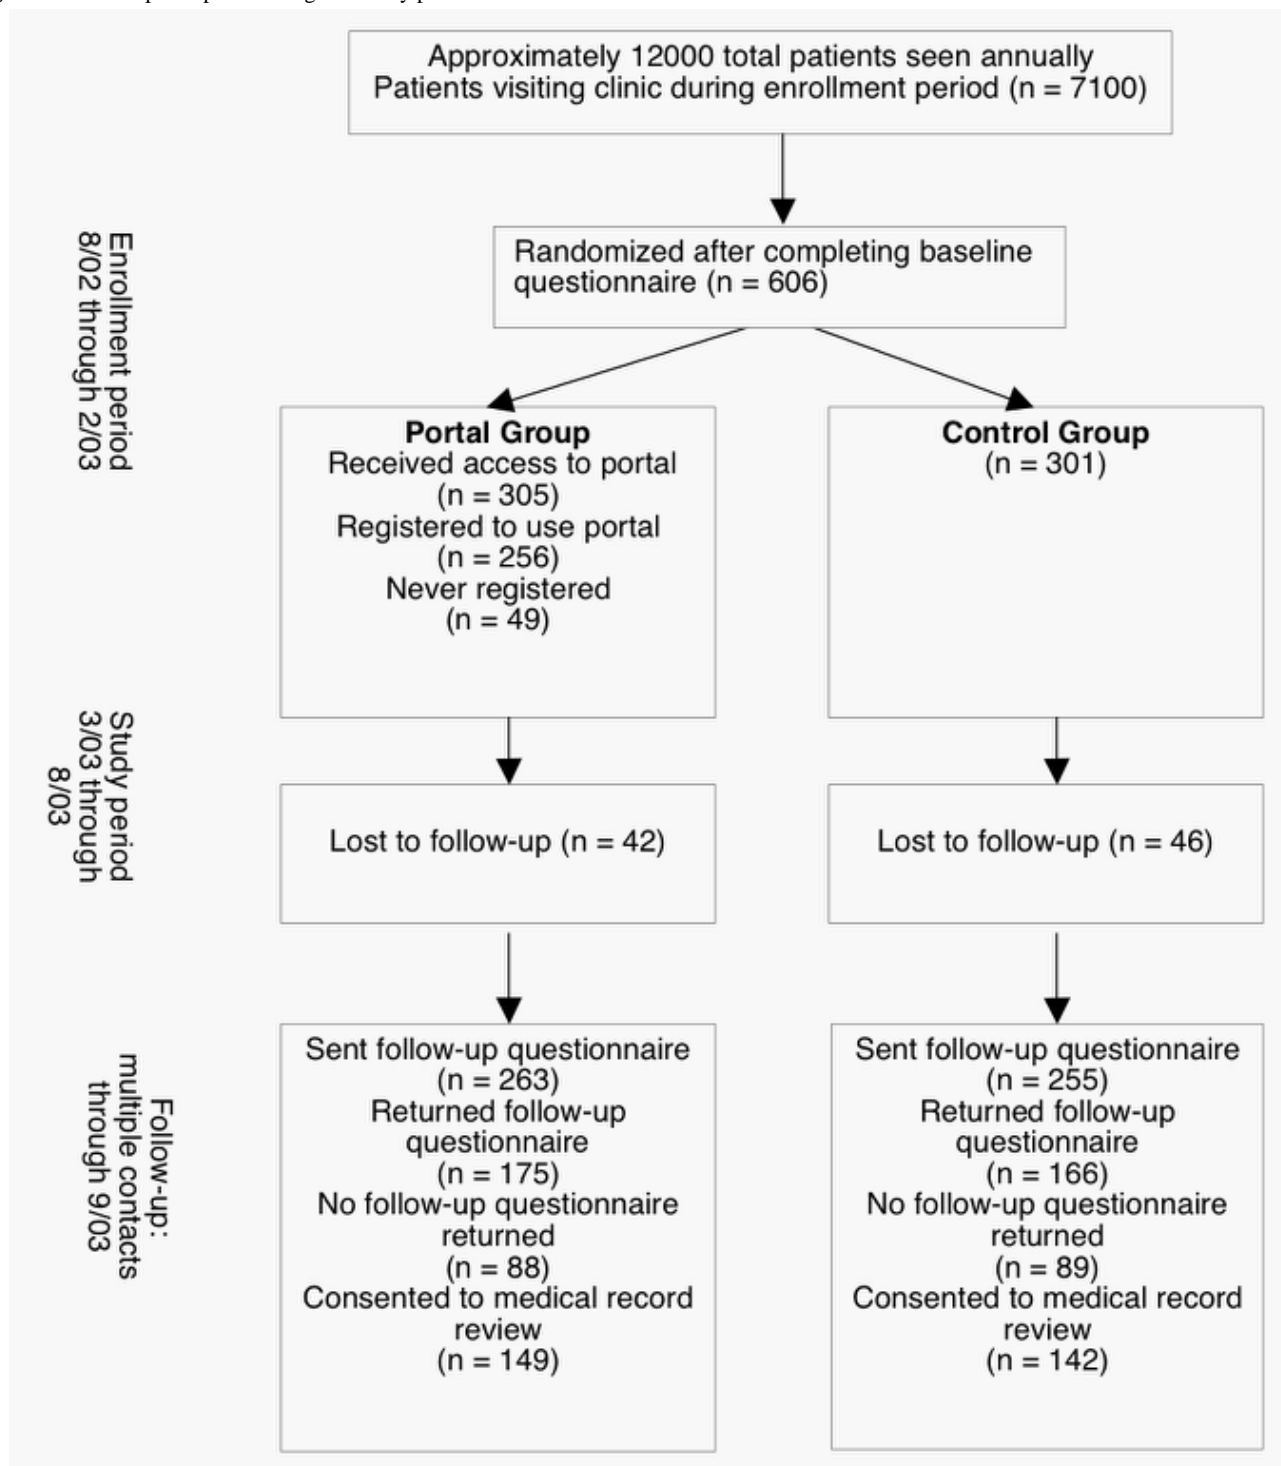 Approximately 12000 total patients seen annually
Patients visiting clinic during enrollment period (n = 7100)
Enrollment period
8/02 through 2/03
Randomized after completing baseline
questionnaire (n = 606)
Portal Group
Received access to portal
(n = 305)
Registered to use portal
(n = 256)
Never registered
(n = 49)
Control Group
(n = 301)
Study period
3/03 through
8/03
Lost to follow-up (n = 42)
Lost to follow-up (n = 46)
Follow-up:
multiple contacts
through 9/03
Sent follow-up questionnaire
(n = 263)
Returned follow-up
questionnaire
(n = 175)
No follow-up questionnaire
returned
(n = 88)
Consented to medical record
review
(n = 149)
Sent follow-up questionnaire
(n = 255)
Returned follow-up
questionnaire
(n = 166)
No follow-up questionnaire
returned
(n = 89)
Consented to medical record
review
(n = 142)